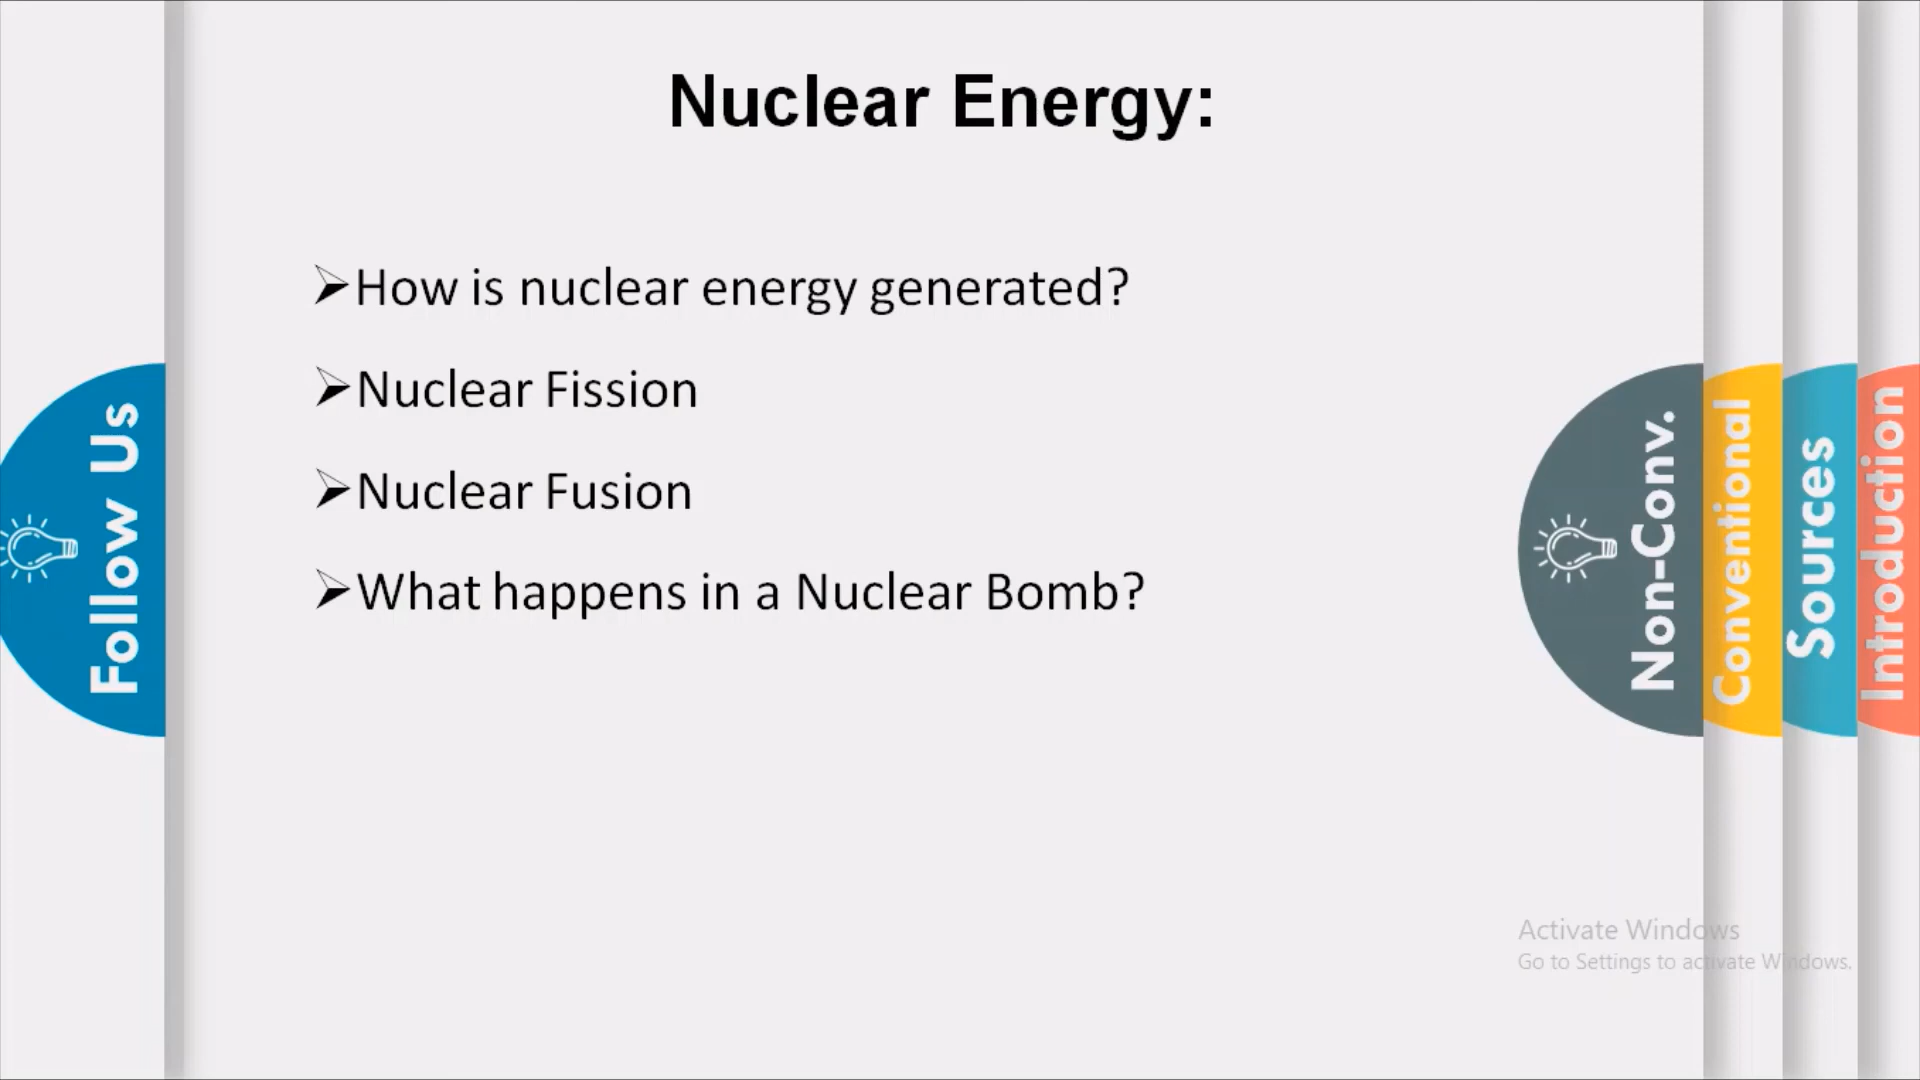 Nuclear Energy:
How is nuclear energy generated?
Nuclear Fission
Nuclear Fusion
What happens in a Nuclear Bomb?
Follow Us
Non-Conv.
Conventional
Sources
Introduction
Activate Windows
Go to Settings to activate Windows.